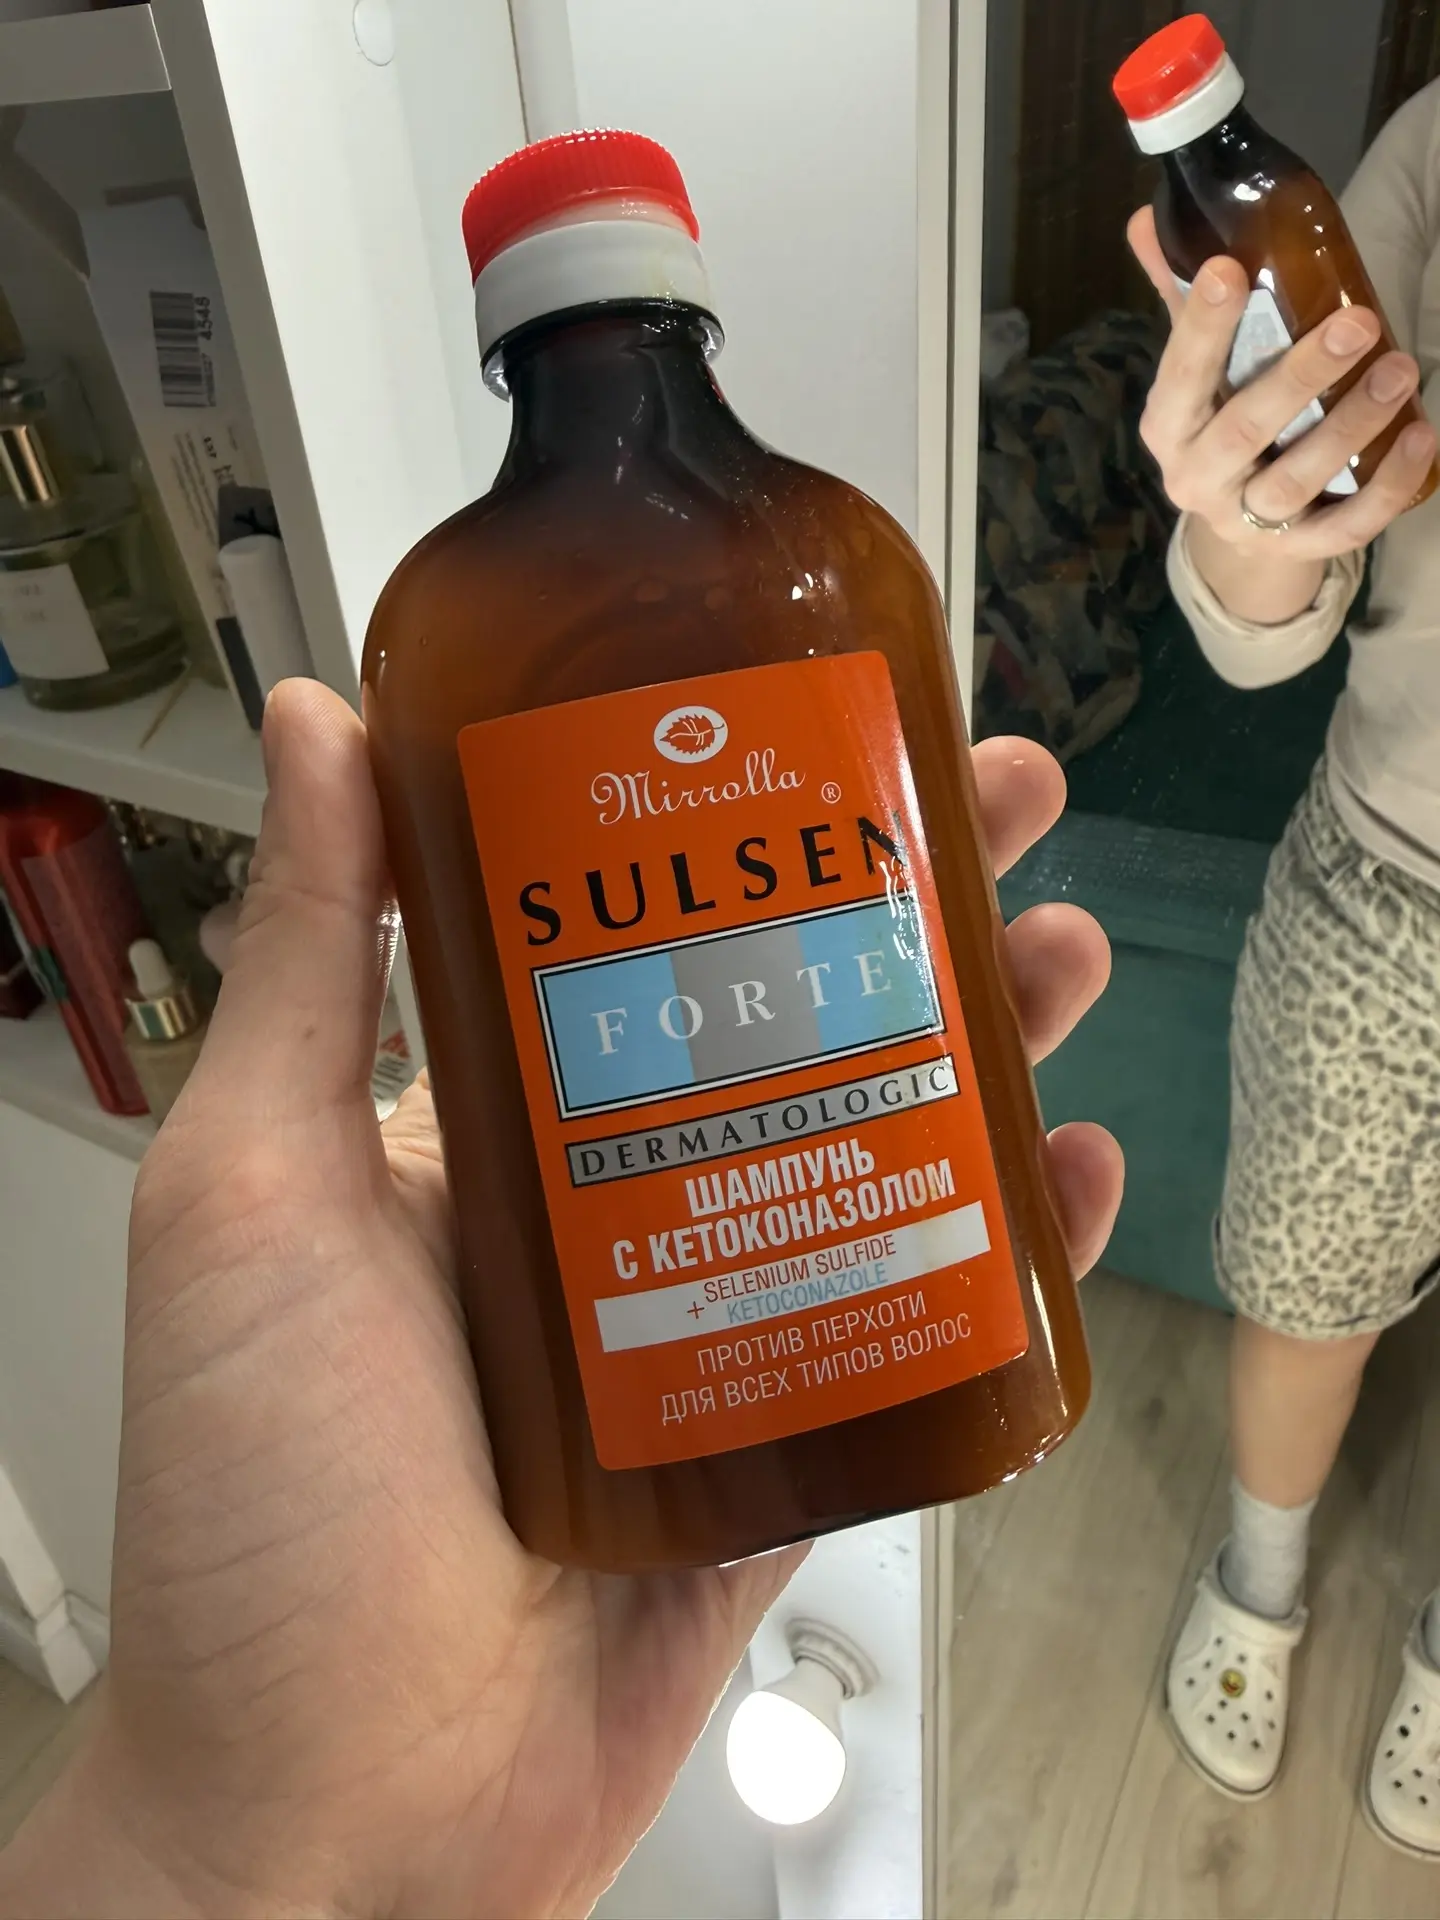 Mirrolla ®
SULSEN
FORTE
DERMATOLOGIC
ШАМПУНЬ
С КЕТОКОНАЗОЛОМ
+ SELENIUM SULFIDE
KETOCONAZOLE
ПРОТИВ ПЕРХОТИ
ДЛЯ ВСЕХ ТИПОВ ВОЛОС